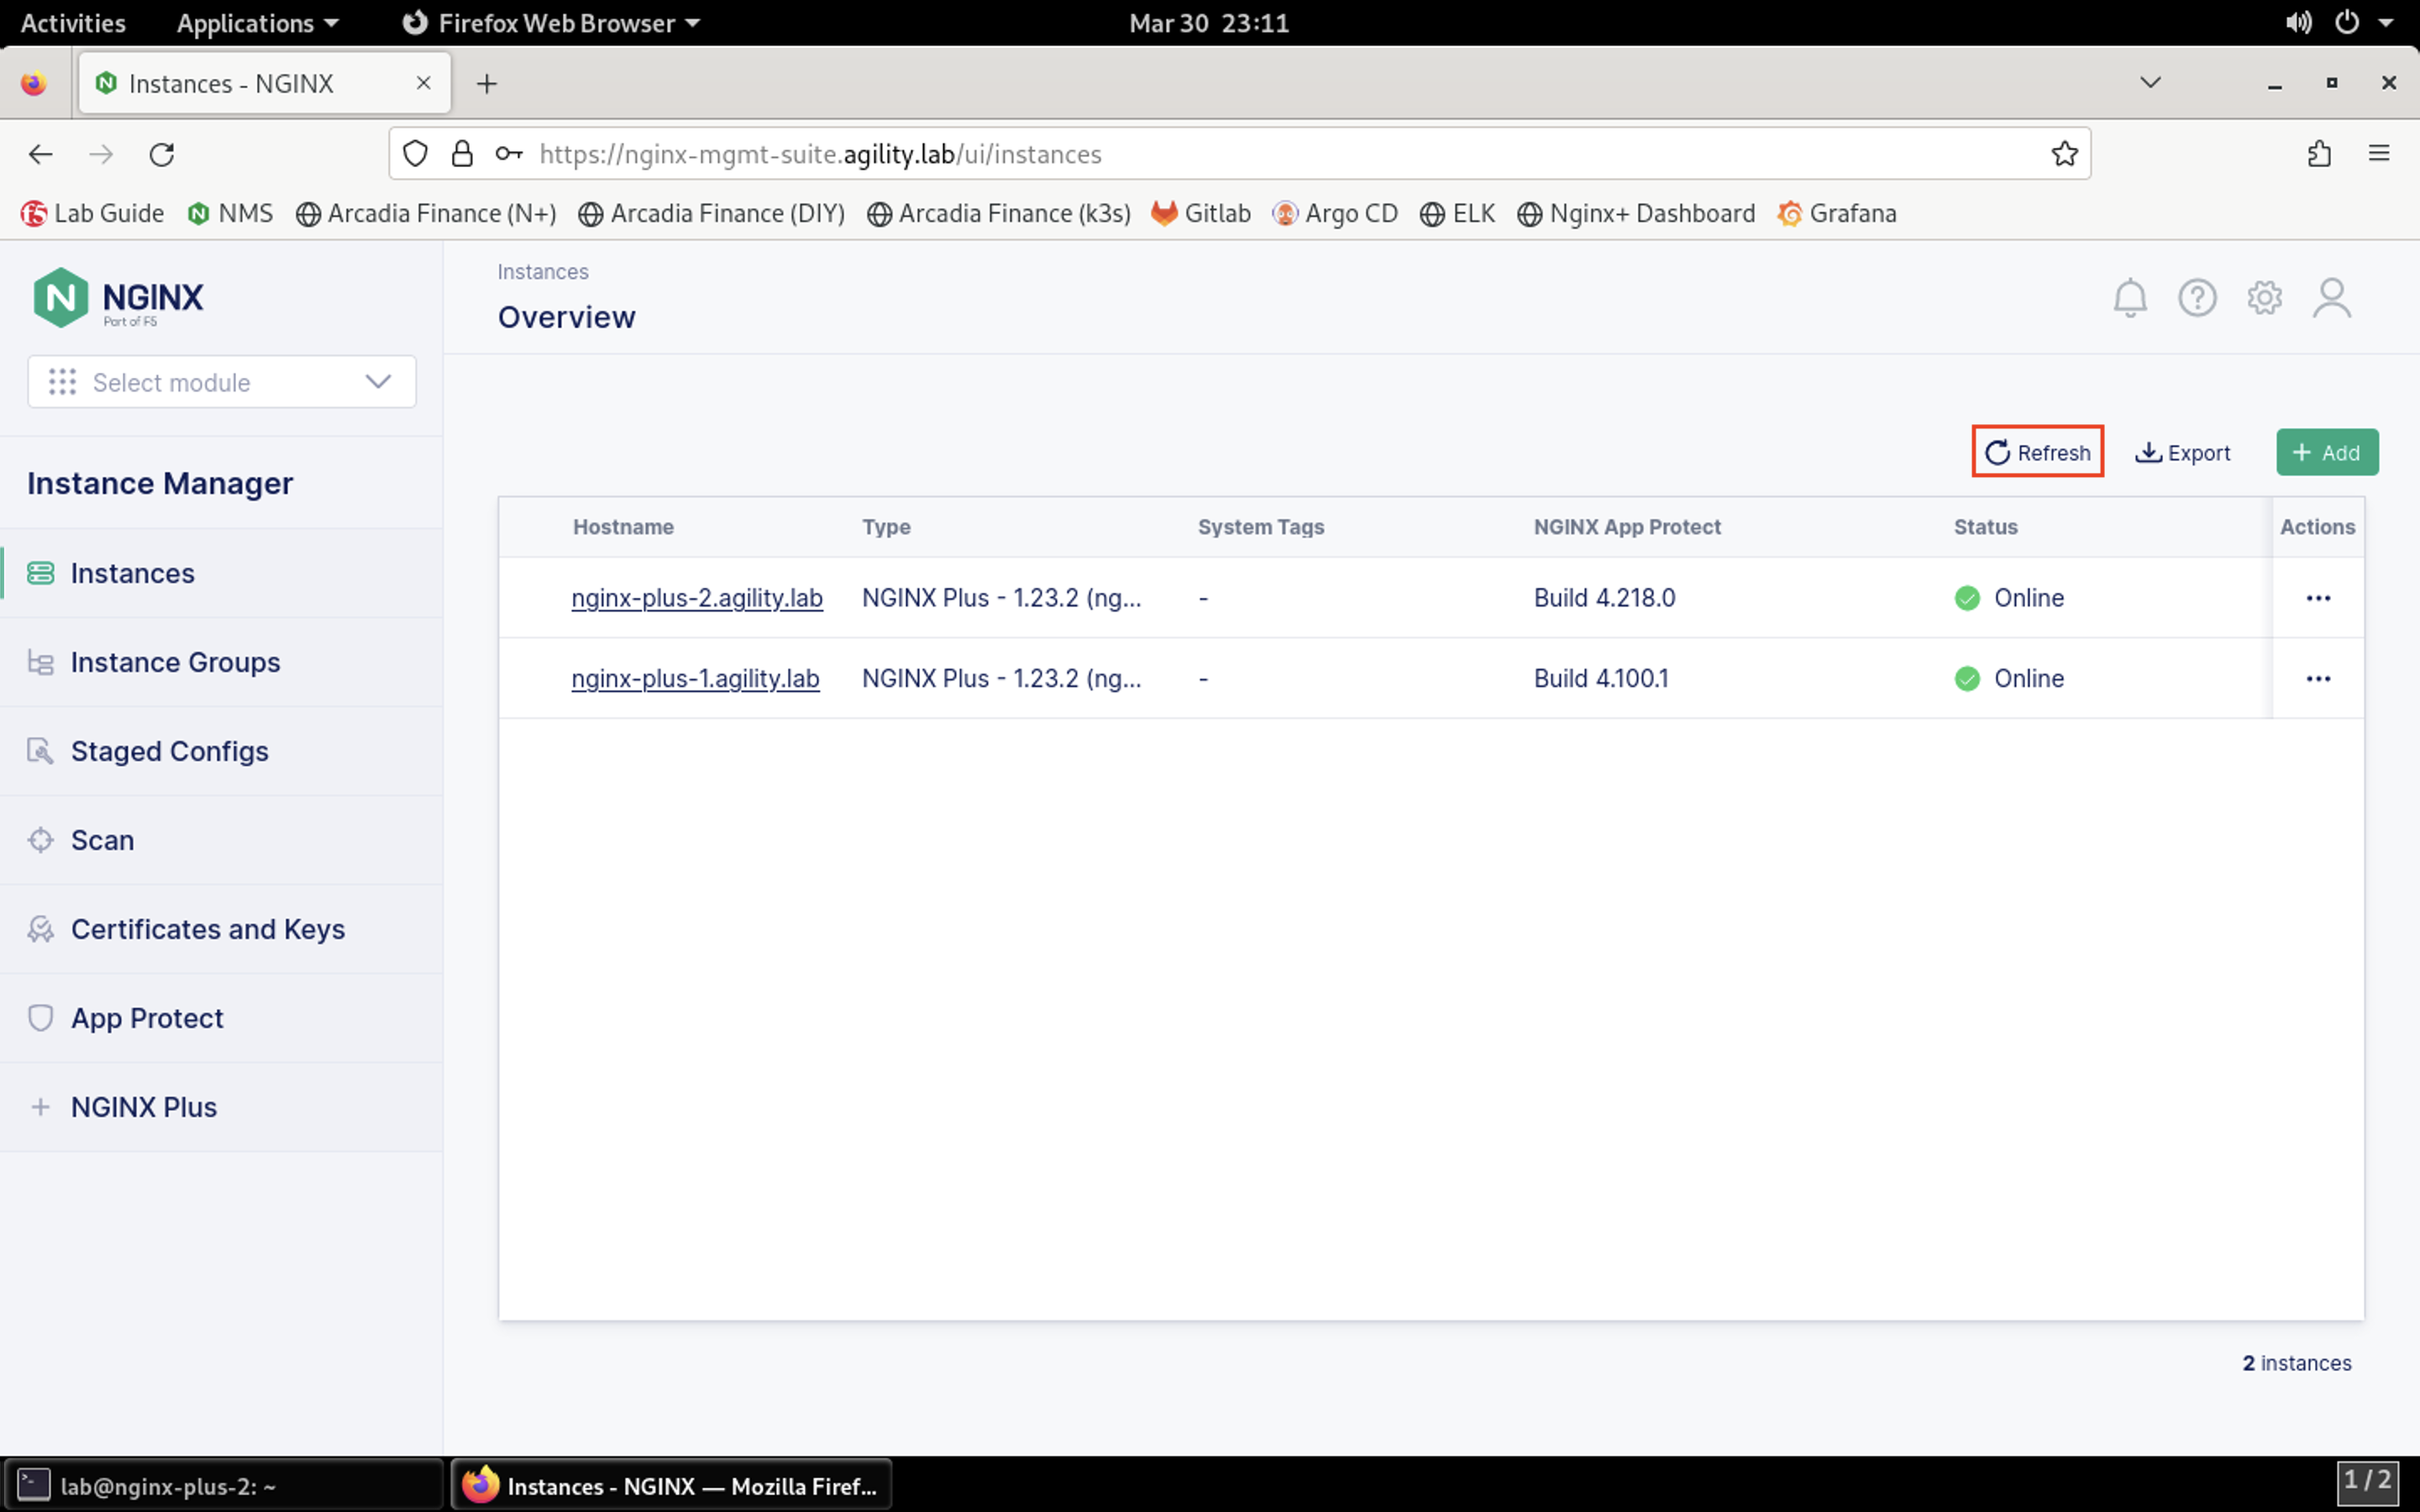 Activities Applications Firefox Web Browser Mar 30 23:11
Instances - NGINX
https://nginx-mgmt-suite.agility.lab/ui/instances
Lab Guide NMS Arcadia Finance (N+) Arcadia Finance (DIY) Arcadia Finance (k3s) Gitlab Argo CD ELK Nginx+ Dashboard Grafana
NGINX
Part of F5
Select module
Instance Manager
Instances
Instance Groups
Staged Configs
Scan
Certificates and Keys
App Protect
NGINX Plus
Instances
Overview
Refresh Export + Add
Hostname Type System Tags NGINX App Protect Status Actions
nginx-plus-2.agility.lab NGINX Plus - 1.23.2 (ng... - Build 4.218.0 Online ...
nginx-plus-1.agility.lab NGINX Plus - 1.23.2 (ng... - Build 4.100.1 Online ...
2 instances
lab@nginx-plus-2: ~ Instances - NGINX — Mozilla Firef... 1 / 2